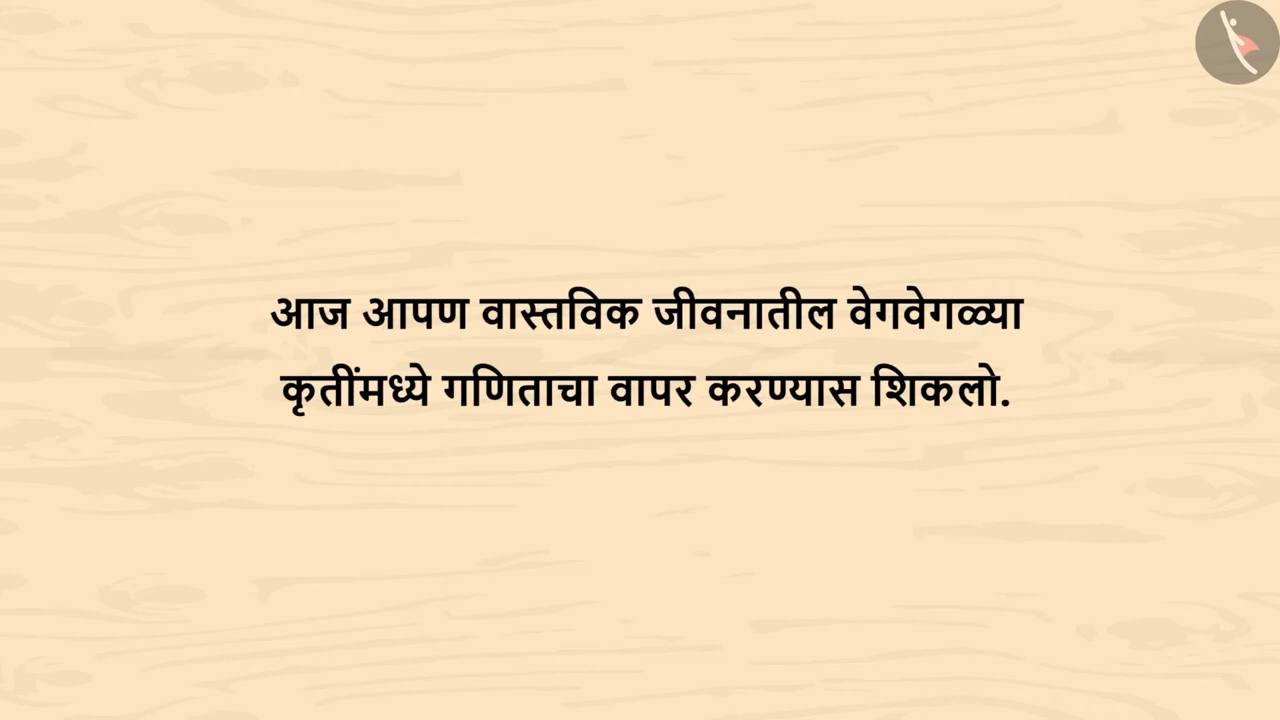 आज आपण वास्तविक जीवनातील वेगवेगळ्या
कृतींमध्ये गणिताचा वापर करण्यास शिकलो.